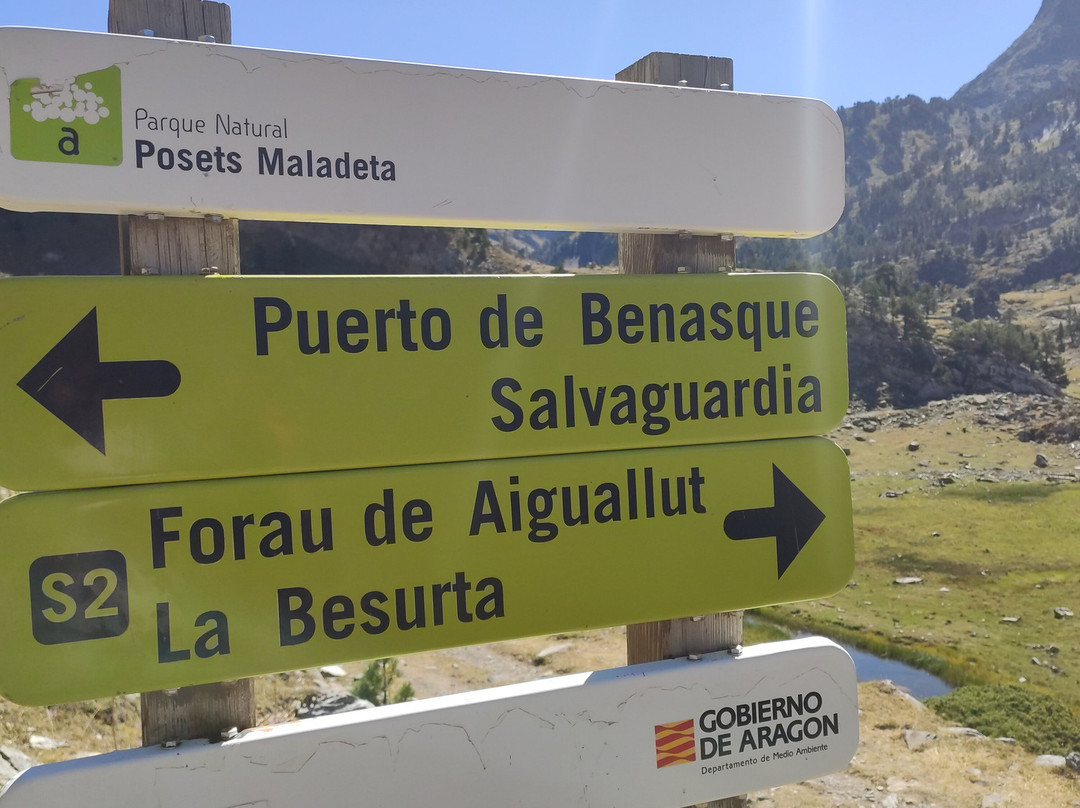 a
Parque Natural
Posets Maladeta
Puerto de Benasque
Salvaguardia
S2
Forau de Aiguallut
La Besurta
GOBIERNO
DE ARAGON
Departamento de Medio Ambiente